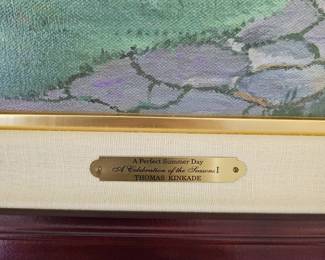 A Perfect Summer Day
A Celebration of the Seasons I
THOMAS KINKADE